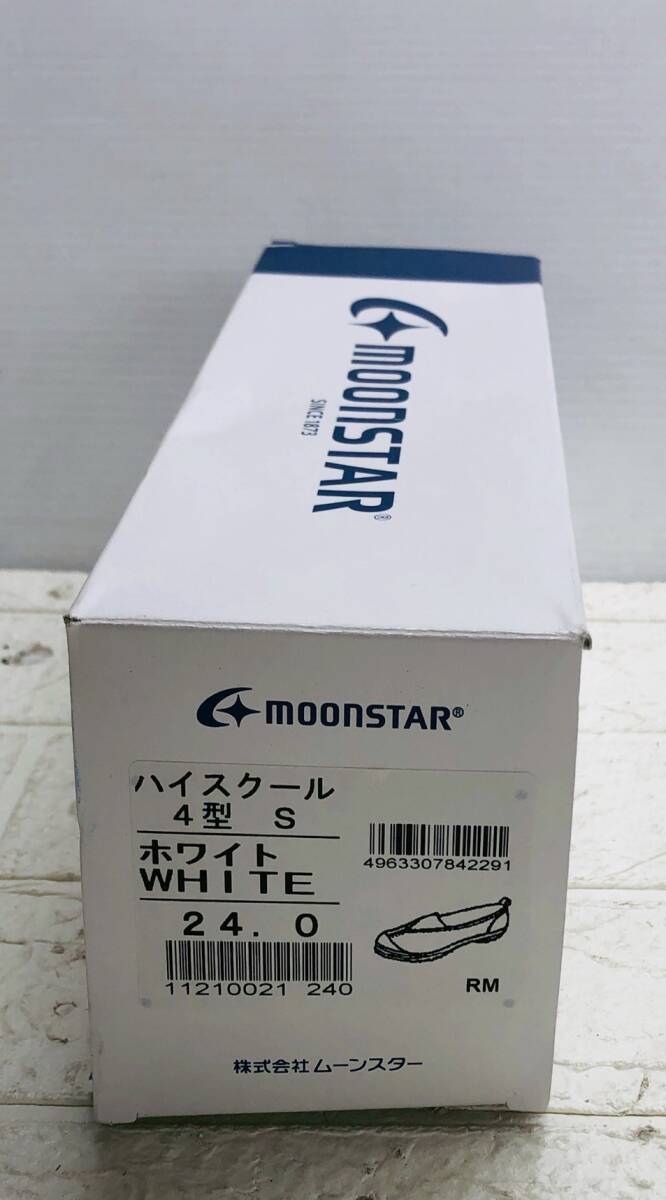 MOONSTAR®
SINCE 1873
MOONSTAR®
ハイスクール
4型 S
ホワイト
WHITE
24.0
4963307842291
11210021 240
RM
株式会社ムーンスター